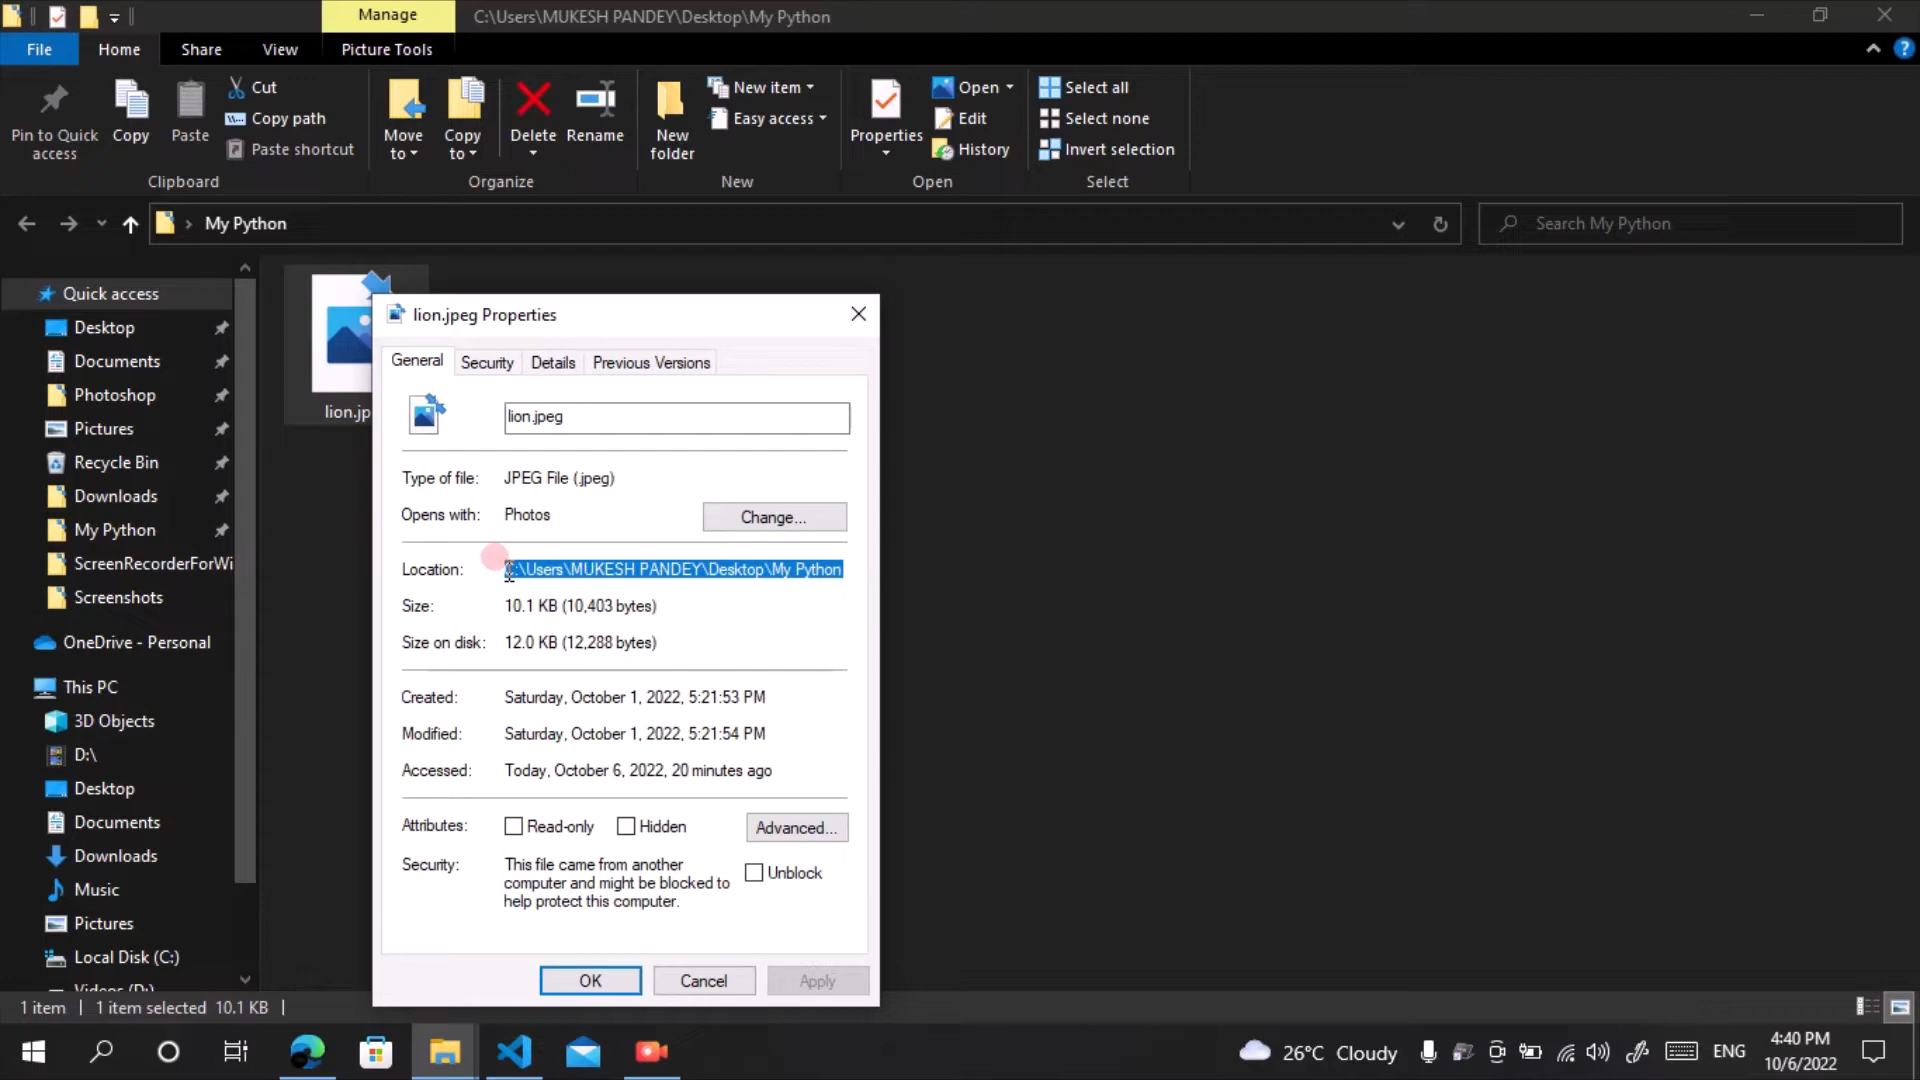 Manage
C:\Users\MUKESH PANDEY\Desktop\My Python
File
Home
Share
View
Picture Tools
Pin to Quick
access
Copy
Paste
Cut
Copy path
Paste shortcut
Clipboard
Move
to
Copy
to
Delete
Rename
Organize
New
folder
New item
Easy access
New
Properties
Open
Edit
History
Open
Select all
Select none
Invert selection
Select
My Python
Search My Python
Quick access
Desktop
Documents
Photoshop
Pictures
Recycle Bin
Downloads
My Python
ScreenRecorderForWi
Screenshots
OneDrive - Personal
This PC
3D Objects
D:\
Desktop
Documents
Downloads
Music
Pictures
Local Disk (C:)
Videos (D:)
lion.jp
lion.jpeg Properties
General
Security
Details
Previous Versions
lion.jpeg
Type of file: JPEG File (.jpeg)
Opens with: Photos
Change...
Location: C:\Users\MUKESH PANDEY\Desktop\My Python
Size: 10.1 KB (10,403 bytes)
Size on disk: 12.0 KB (12,288 bytes)
Created: Saturday, October 1, 2022, 5:21:53 PM
Modified: Saturday, October 1, 2022, 5:21:54 PM
Accessed: Today, October 6, 2022, 20 minutes ago
Attributes: Read-only Hidden
Advanced...
Security: This file came from another
computer and might be blocked to
help protect this computer.
Unblock
OK
Cancel
Apply
1 item
1 item selected 10.1 KB
26°C Cloudy
ENG
4:40 PM
10/6/2022